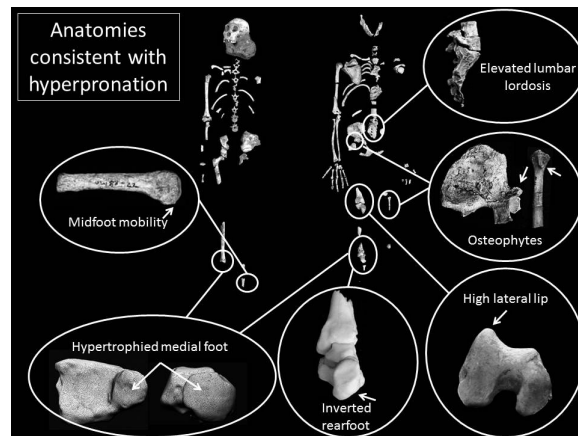 Anatomies
consistent with
hyperpronation
Elevated lumbar
lordosis
Midfoot mobility
Osteophytes
High lateral lip
Hypertrophied medial foot
Inverted
rearfoot